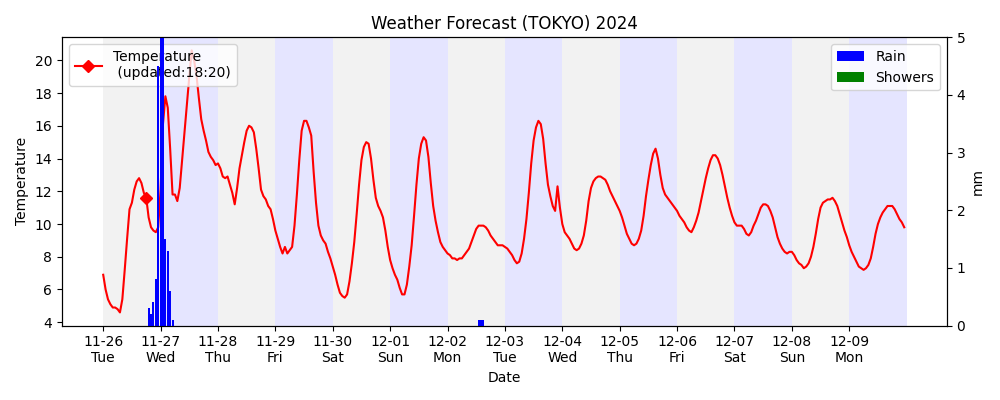 Weather Forecast (TOKYO) 2024
Temperature
(updated:18:20)
Rain
Showers
Temperature
20
18
16
14
12
10
8
6
4
5
4
3
2
1
0
mm
11-26 11-27 11-28 11-29 11-30 12-01 12-02 12-03 12-04 12-05 12-06 12-07 12-08 12-09
Tue Wed Thu Fri Sat Sun Mon Tue Wed Thu Fri Sat Sun Mon
Date